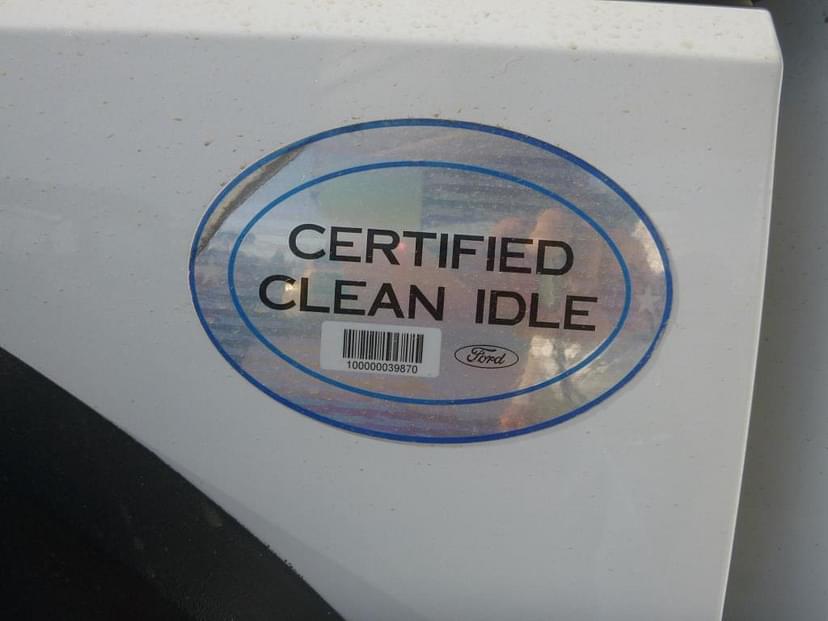 CERTIFIED
CLEAN IDLE
100000039870
Ford